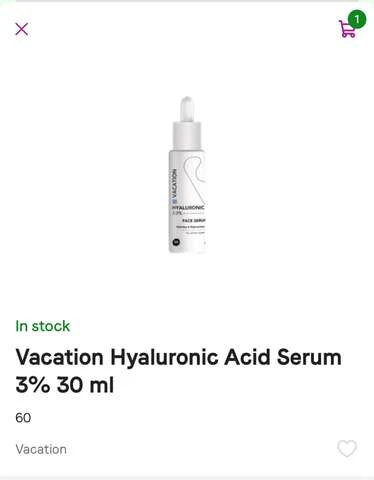 1
VACATION
HYALURONIC
FACE SERUM
In stock
Vacation Hyaluronic Acid Serum
3% 30 ml
60
Vacation